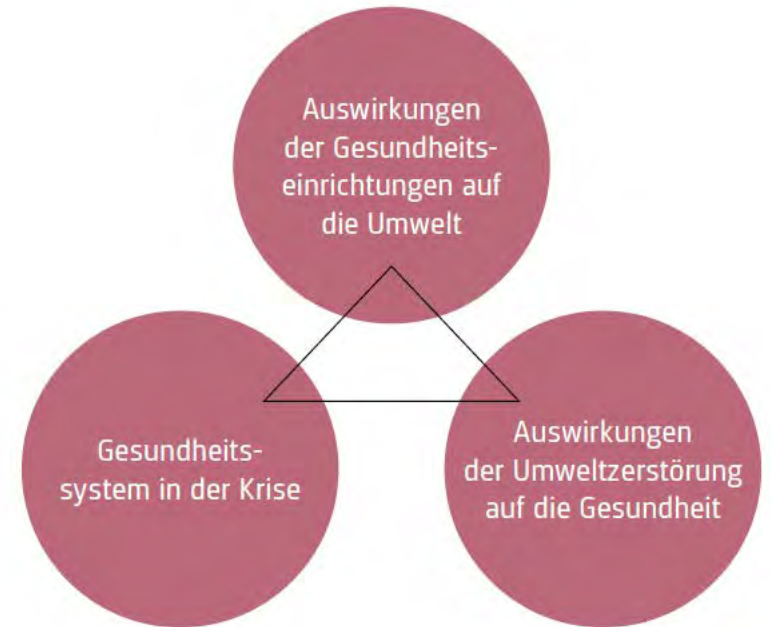 Auswirkungen
der Gesundheits-
einrichtungen auf
die Umwelt
Gesundheits-
system in der Krise
Auswirkungen
der Umweltzerstörung
auf die Gesundheit